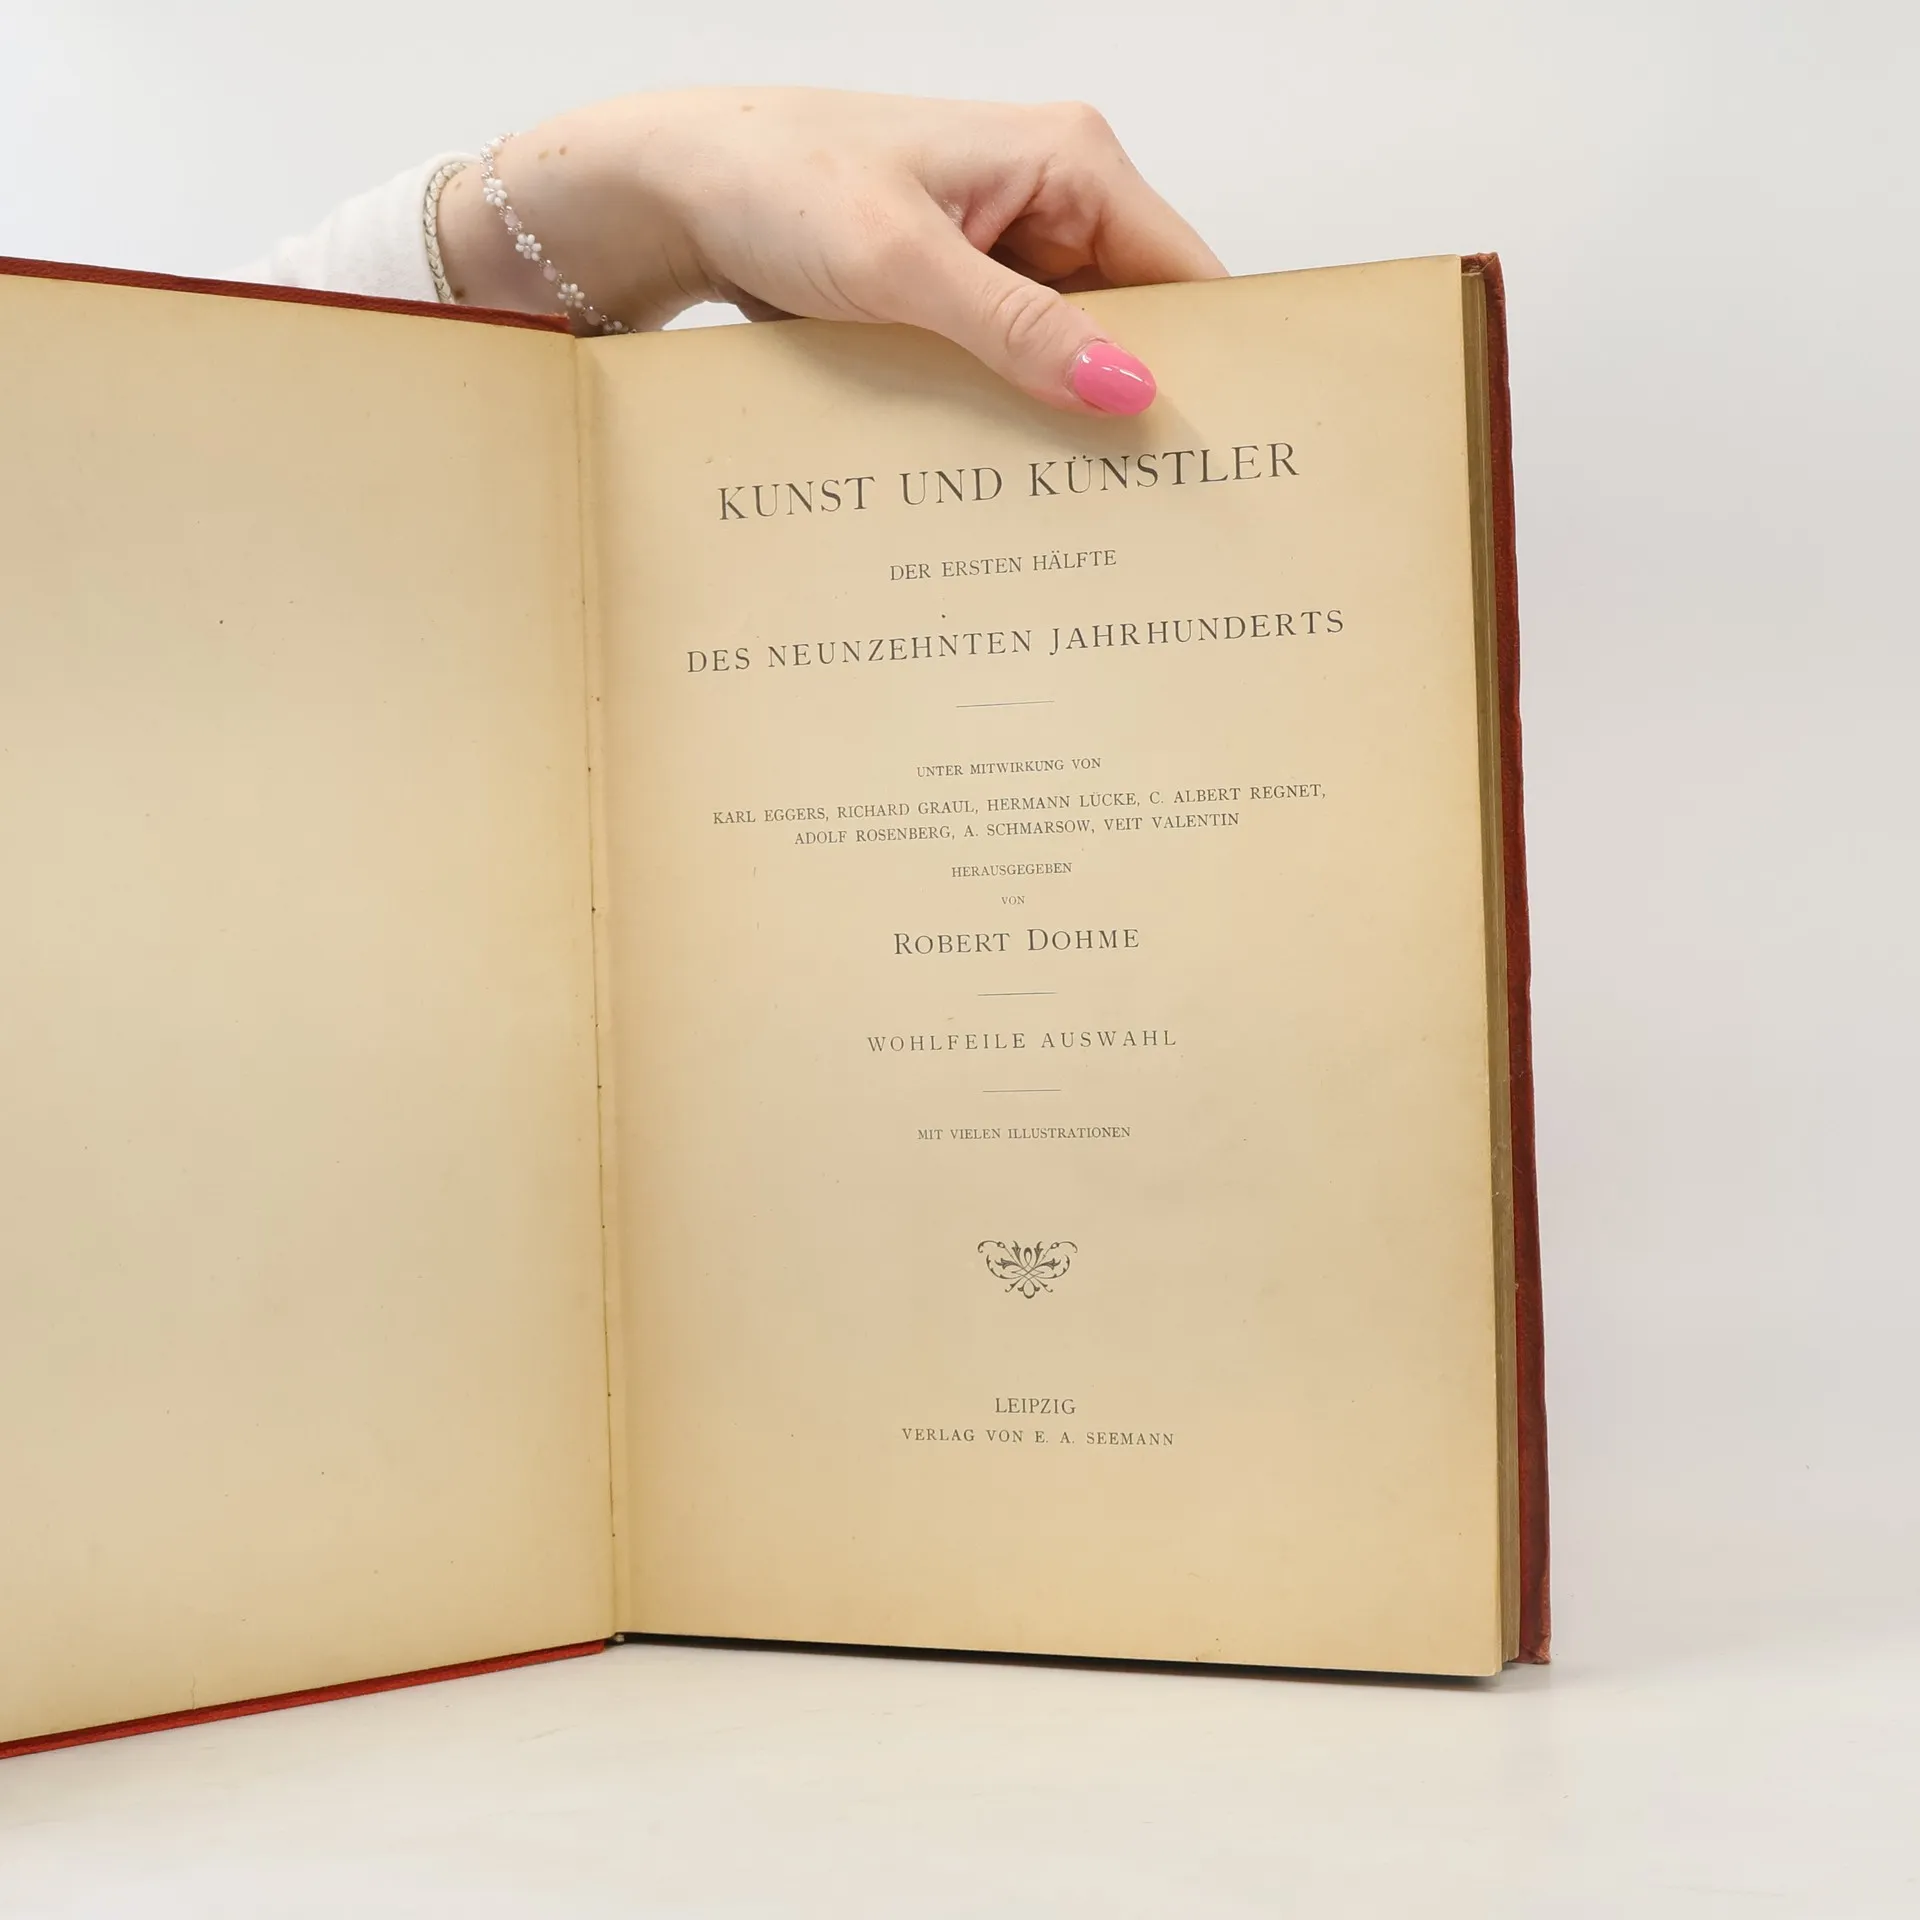 KUNST UND KÜNSTLER
DER ERSTEN HÄLFTE
DES NEUNZEHNTEN JAHRHUNDERTS
UNTER MITWIRKUNG VON
KARL EGGERS, RICHARD GRAUL, HERMANN LÜCKE, C. ALBERT REGNET,
ADOLF ROSENBERG, A. SCHMARSOW, VEIT VALENTIN
HERAUSGEGEBEN
VON
ROBERT DOHME
WOHLFEILE AUSWAHL
MIT VIELEN ILLUSTRATIONEN
LEIPZIG
VERLAG VON E. A. SEEMANN